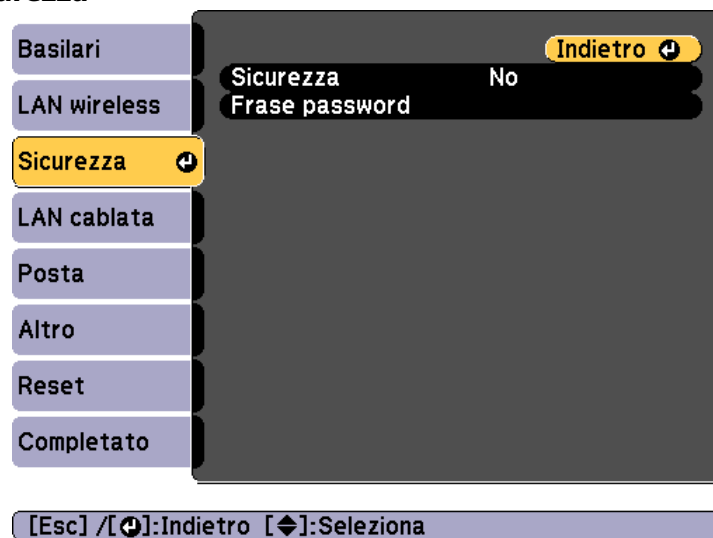 Basilari
LAN wireless
Sicurezza
LAN cablata
Posta
Altro
Reset
Completato
Indietro
Sicurezza No
Frase password
[Esc] /[]:Indietro []:Seleziona